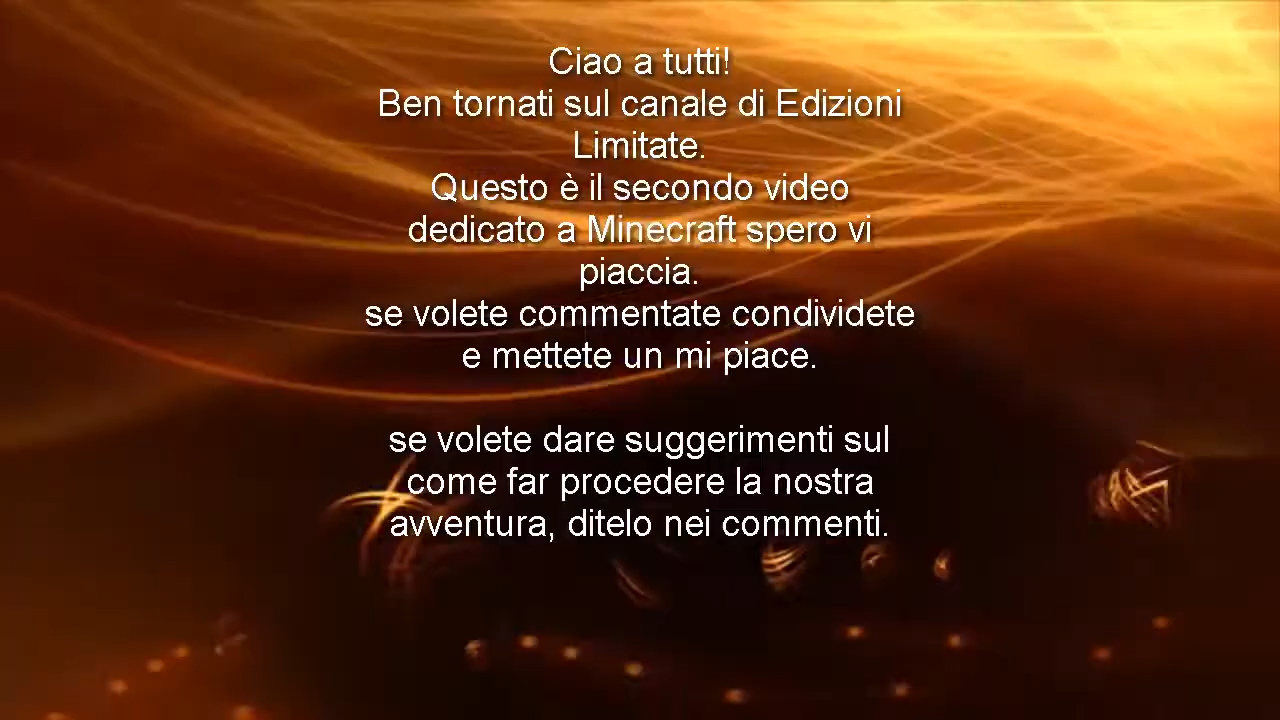 Ciao a tutti!
Ben tornati sul canale di Edizioni
Limitate.
Questo è il secondo video
dedicato a Minecraft spero vi
piaccia.
se volete commentate condividete
e mettete un mi piace.
se volete dare suggerimenti sul
come far procedere la nostra
avventura, ditelo nei commenti.